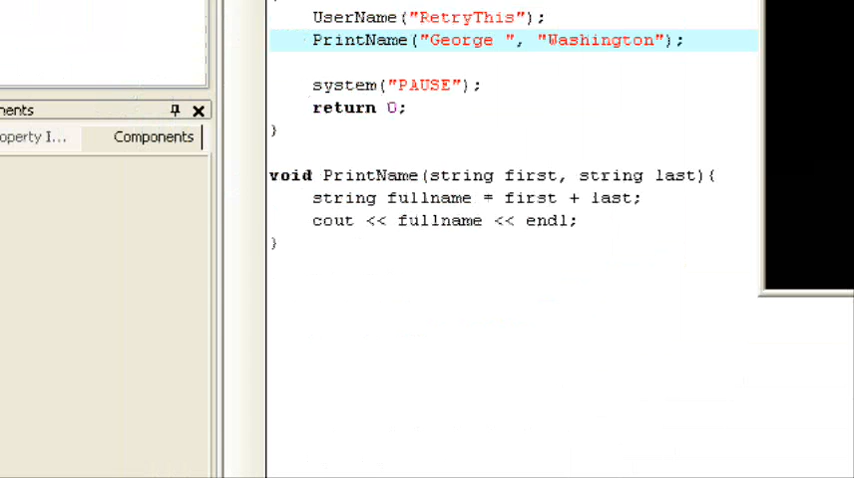 UserName("RetryThis");
PrintName("George ", "Washington");
system("PAUSE");
return 0;
}
void PrintName(string first, string last){
string fullname = first + last;
cout << fullname << endl;
}
nents
operty I...
Components